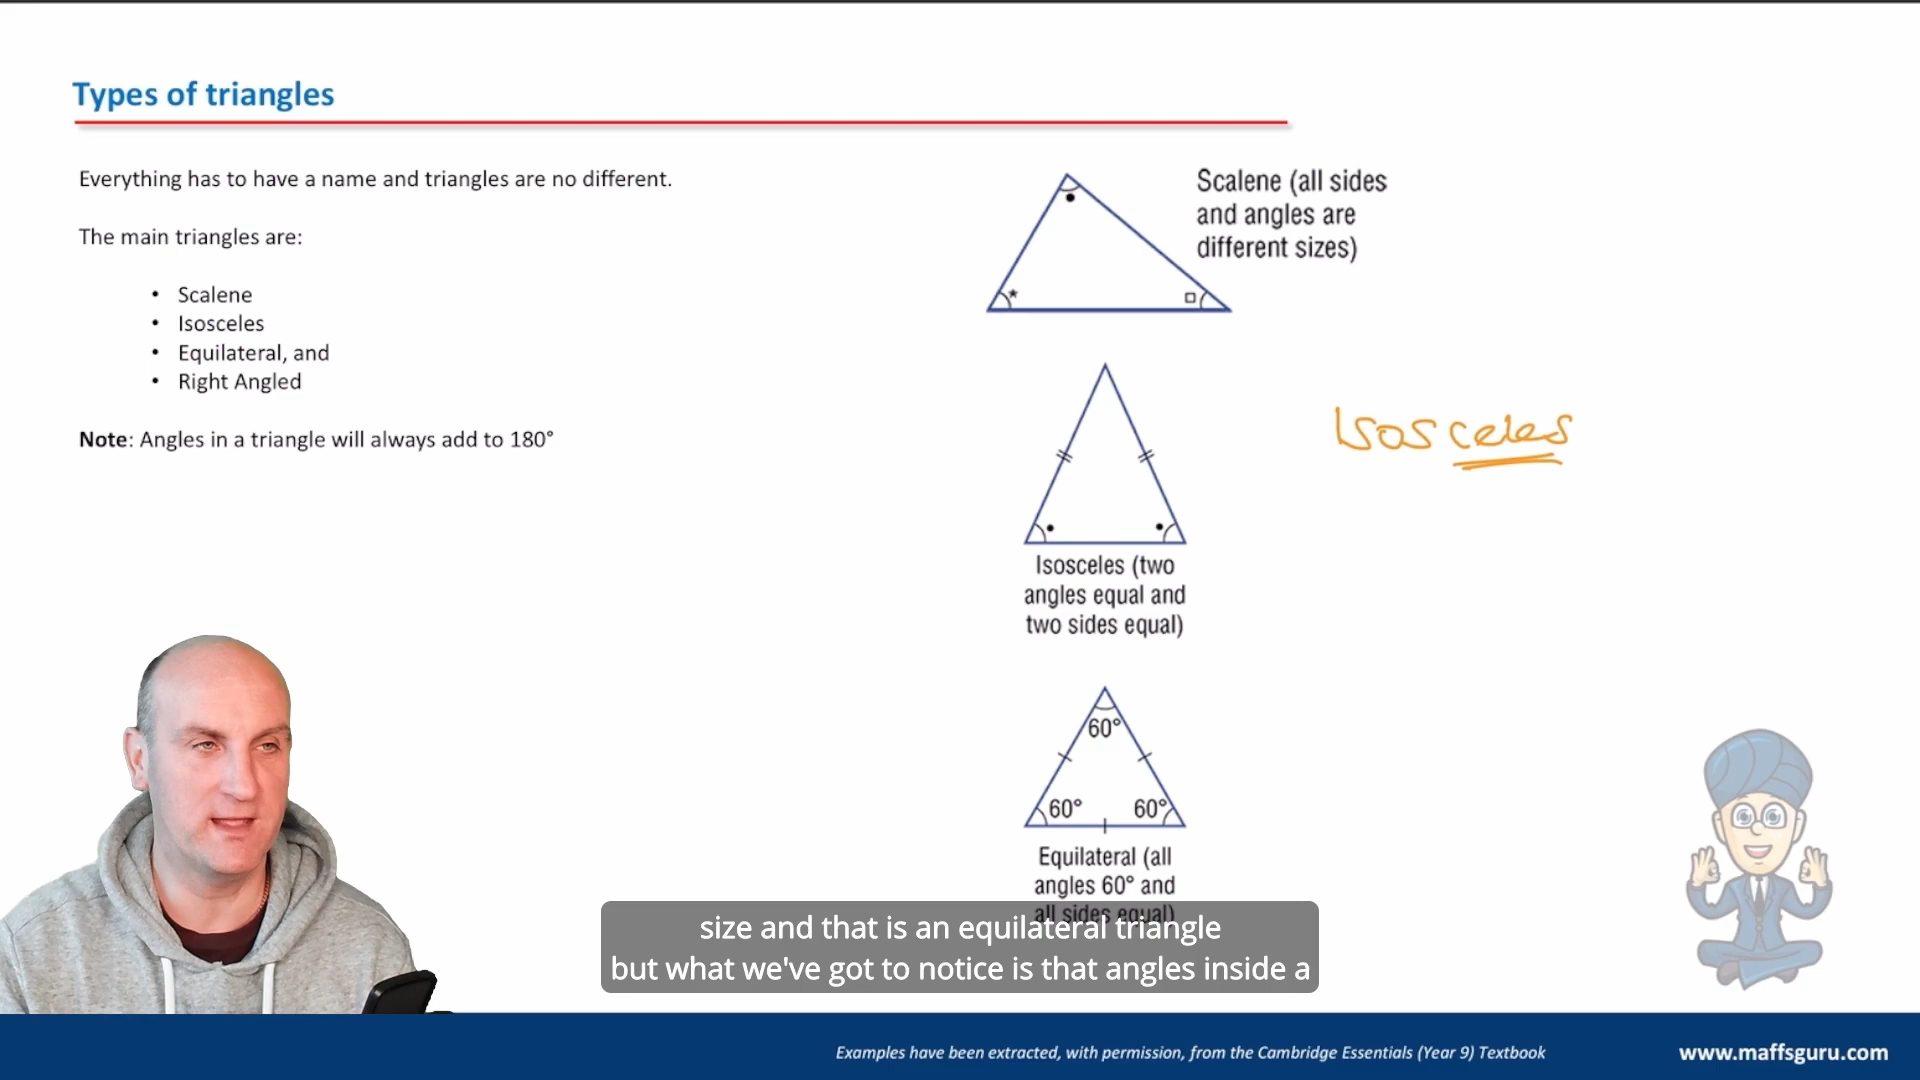 Types of triangles
Everything has to have a name and triangles are no different.
The main triangles are:
• Scalene
• Isosceles
• Equilateral, and
• Right Angled
Note: Angles in a triangle will always add to 180°
Scalene (all sides
and angles are
different sizes)
Isosceles
Isosceles (two
angles equal and
two sides equal)
60°
60° 60°
Equilateral (all
angles 60° and
all sides equal)
size and that is an equilateral triangle
but what we've got to notice is that angles inside a
Examples have been extracted, with permission, from the Cambridge Essentials (Year 9) Textbook
www.maffsguru.com